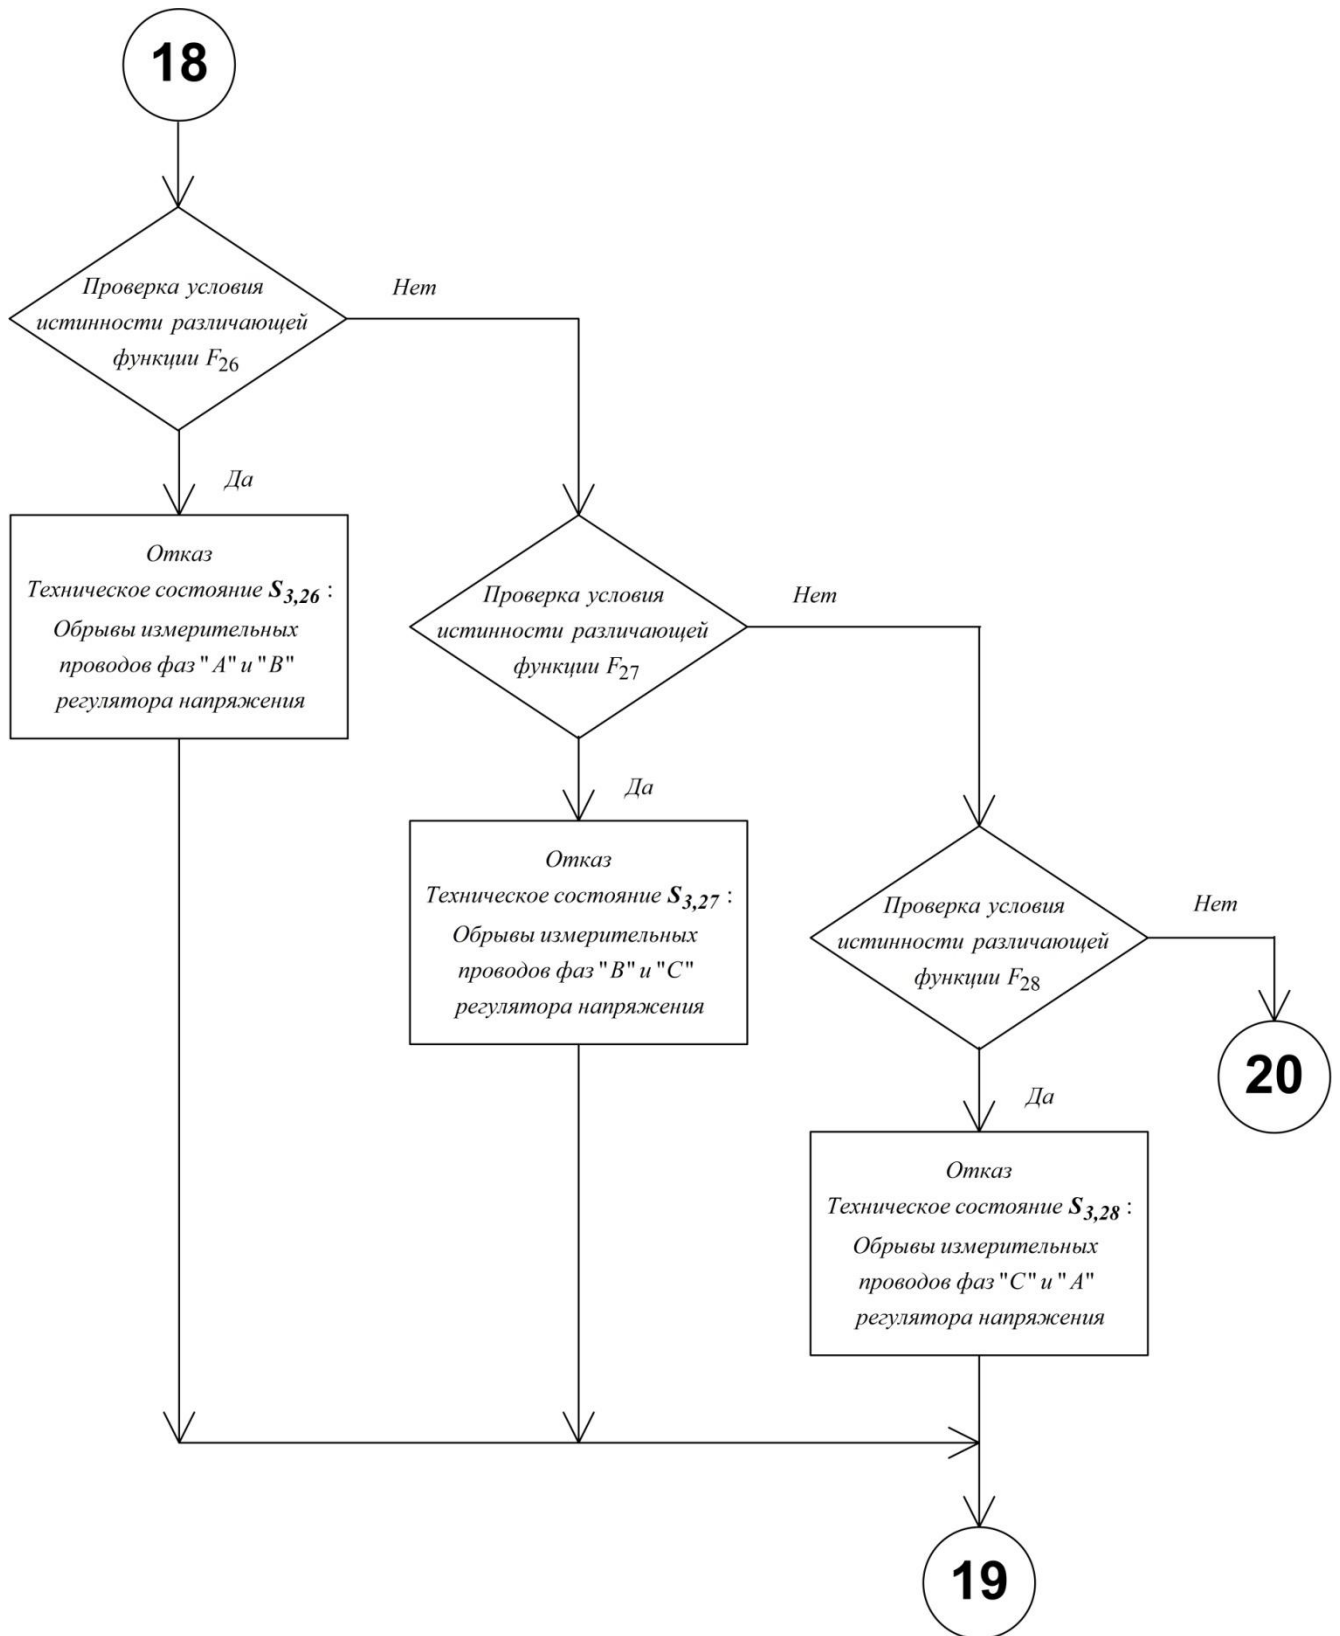 18
Проверка условия
истинности различающей
функции F26
Нет
Да
Отказ
Техническое состояние S3,26 :
Обрывы измерительных
проводов фаз "A" и "B"
регулятора напряжения
Проверка условия
истинности различающей
функции F27
Нет
Да
Отказ
Техническое состояние S3,27 :
Обрывы измерительных
проводов фаз "B" и "C"
регулятора напряжения
Проверка условия
истинности различающей
функции F28
Нет
20
Да
Отказ
Техническое состояние S3,28 :
Обрывы измерительных
проводов фаз "C" и "A"
регулятора напряжения
19